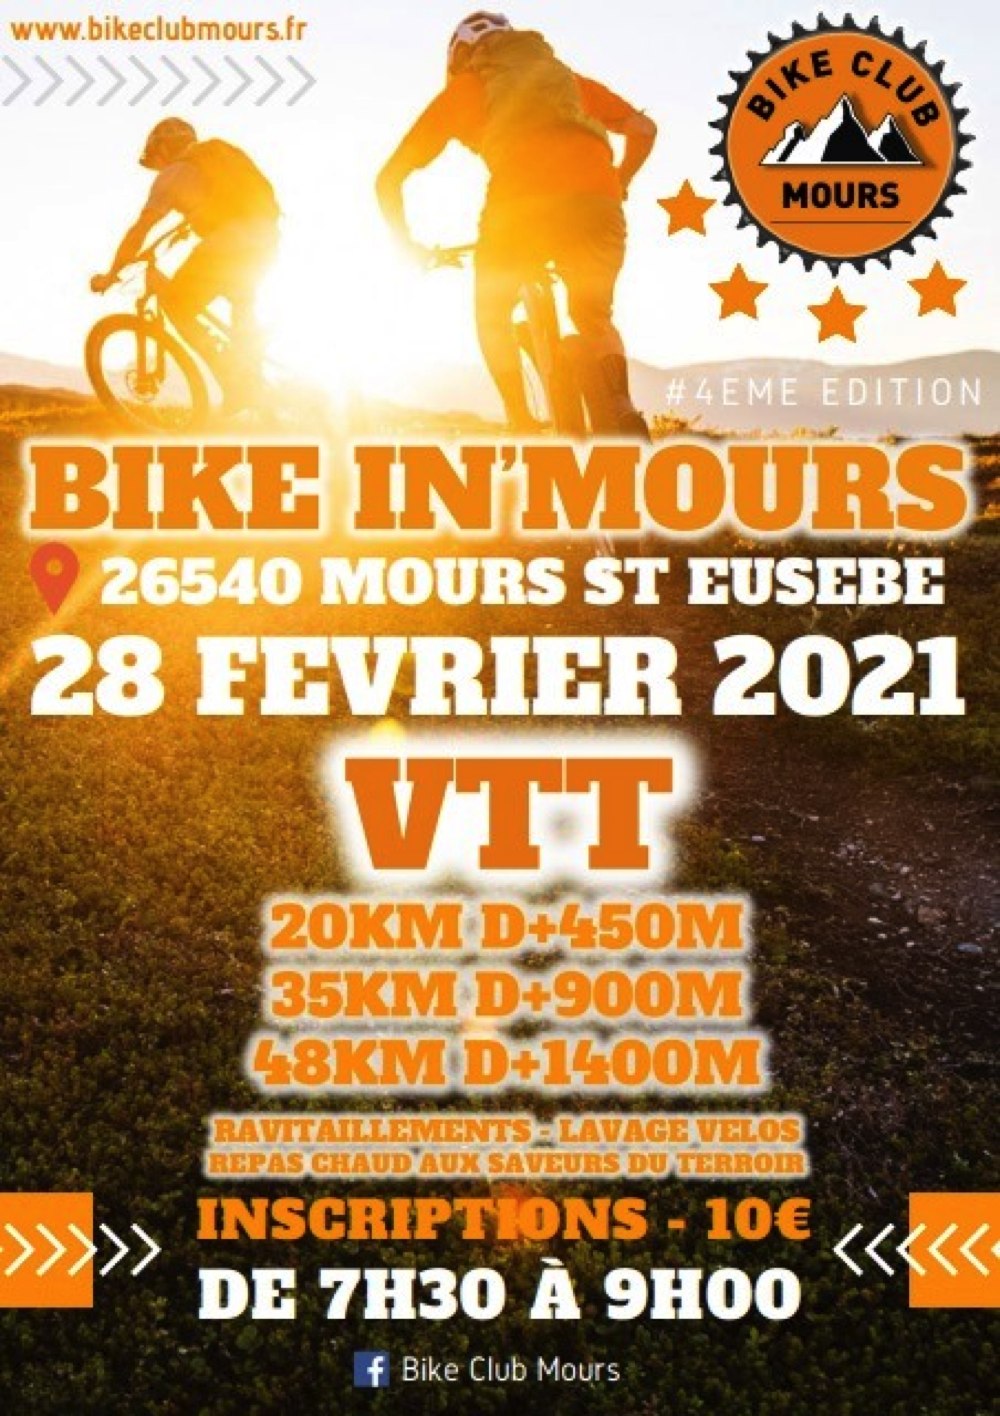 www.bikeclubmours.fr
BIKE CLUB
MOURS
#4EME EDITION
BIKE IN'MOURS
26540 MOURS ST EUSEBE
28 FEVRIER 2021
VTT
20KM D+450M
35KM D+900M
48KM D+1400M
RAVITAILLEMENTS - LAVAGE VELOS
REPAS CHAUD AUX SAVEURS DU TERROIR
INSCRIPTIONS - 10€
DE 7H30 À 9H00
Bike Club Mours